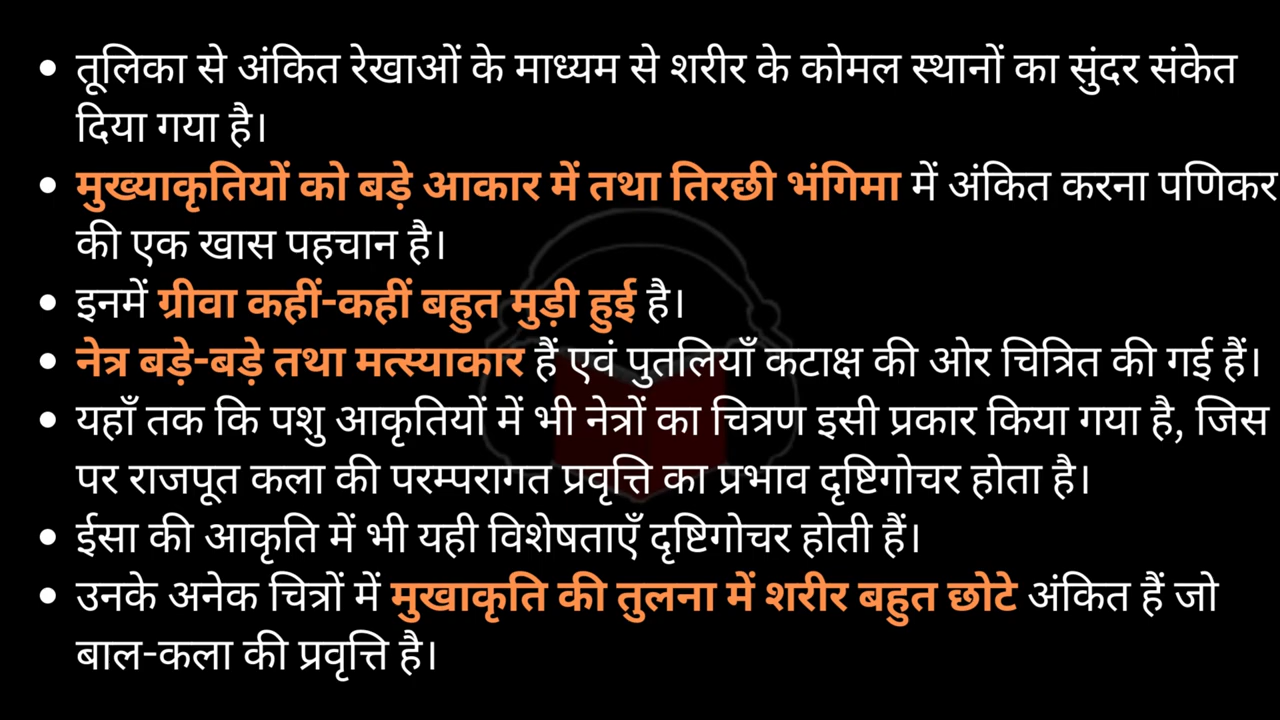 • तूलिका से अंकित रेखाओं के माध्यम से शरीर के कोमल स्थानों का सुंदर संकेत
दिया गया है।
• मुख्याकृतियों को बड़े आकार में तथा तिरछी भंगिमा में अंकित करना पणिकर
की एक खास पहचान है।
• इनमें ग्रीवा कहीं-कहीं बहुत मुड़ी हुई है।
• नेत्र बड़े-बड़े तथा मत्स्याकार हैं एवं पुतलियाँ कटाक्ष की ओर चित्रित की गई हैं।
• यहाँ तक कि पशु आकृतियों में भी नेत्रों का चित्रण इसी प्रकार किया गया है, जिस
पर राजपूत कला की परम्परागत प्रवृत्ति का प्रभाव दृष्टिगोचर होता है।
• ईसा की आकृति में भी यही विशेषताएँ दृष्टिगोचर होती हैं।
• उनके अनेक चित्रों में मुखाकृति की तुलना में शरीर बहुत छोटे अंकित हैं जो
बाल-कला की प्रवृत्ति है।